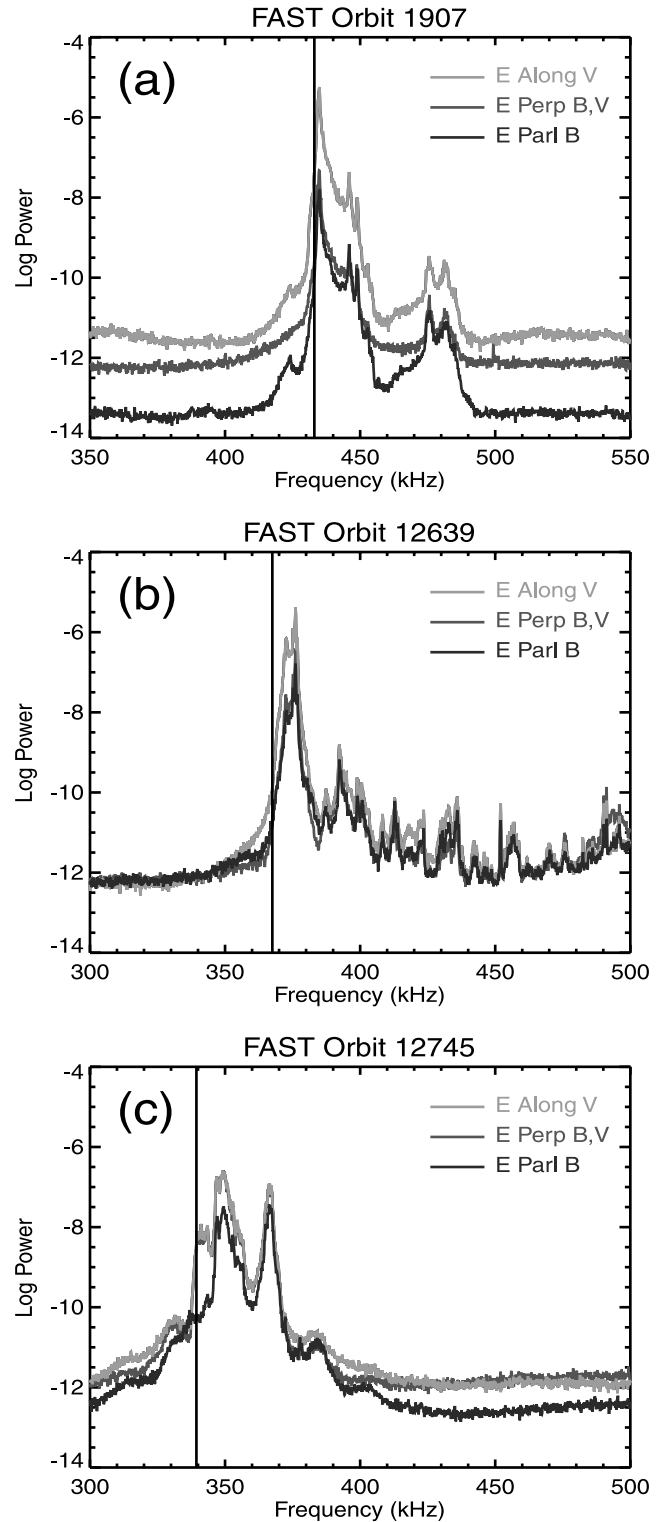 FAST Orbit 1907
(a)
E Along V
E Perp B,V
E Parl B
Log Power
-4
-6
-8
-10
-12
-14
350 400 450 500 550
Frequency (kHz)
FAST Orbit 12639
(b)
E Along V
E Perp B,V
E Parl B
Log Power
-4
-6
-8
-10
-12
-14
300 350 400 450 500
Frequency (kHz)
FAST Orbit 12745
(c)
E Along V
E Perp B,V
E Parl B
Log Power
-4
-6
-8
-10
-12
-14
300 350 400 450 500
Frequency (kHz)